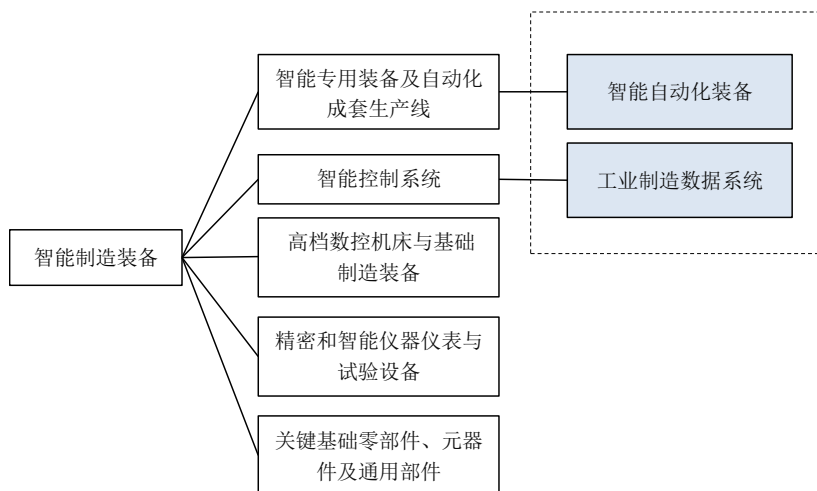 智能制造装备
智能专用装备及自动化
成套生产线
智能自动化装备
智能控制系统
工业制造数据系统
高档数控机床与基础
制造装备
精密和智能仪器仪表与
试验设备
关键基础零部件、元器
件及通用部件